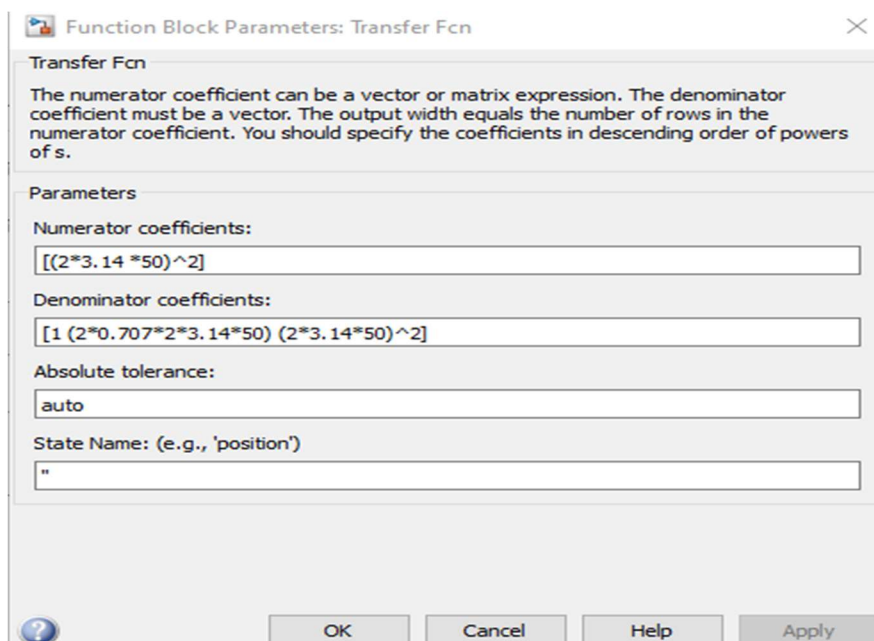 Function Block Parameters: Transfer Fcn
Transfer Fcn
The numerator coefficient can be a vector or matrix expression. The denominator
coefficient must be a vector. The output width equals the number of rows in the
numerator coefficient. You should specify the coefficients in descending order of powers
of s.
Parameters
Numerator coefficients:
[(2*3.14 *50)^2]
Denominator coefficients:
[1 (2*0.707*2*3.14*50) (2*3.14*50)^2]
Absolute tolerance:
auto
State Name: (e.g., 'position')
''
OK Cancel Help Apply